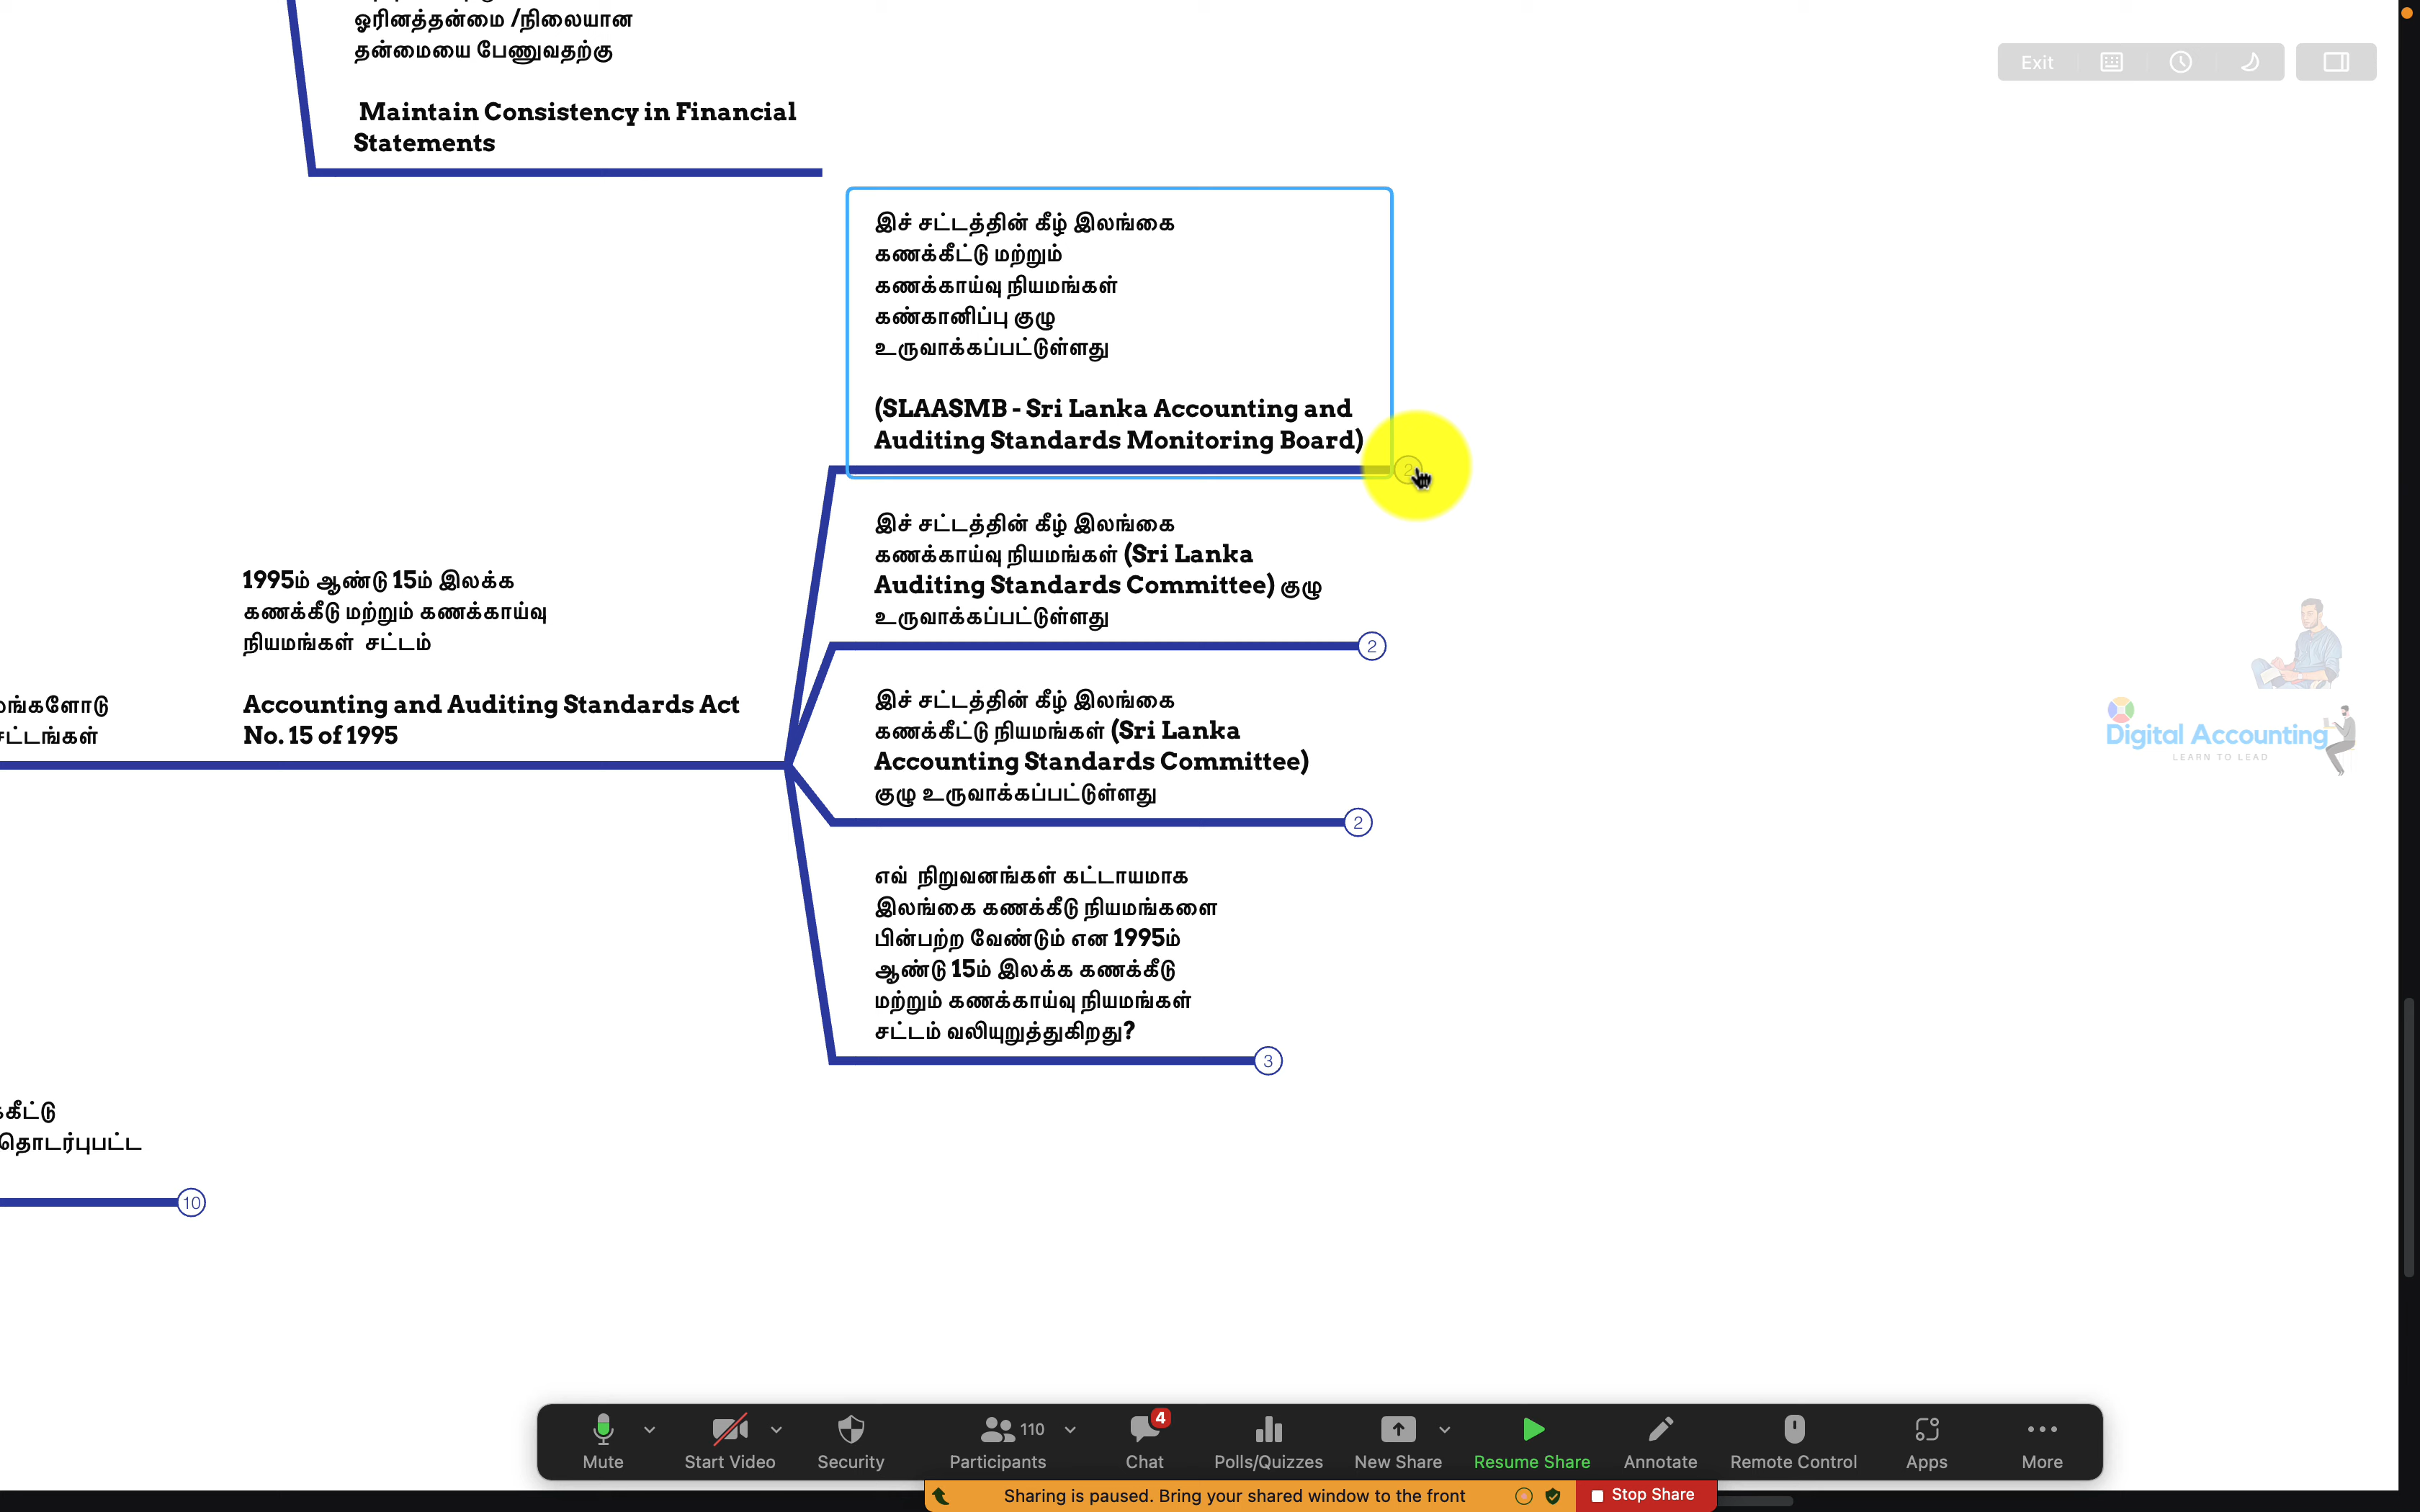 ஓரினத்தன்மை /நிலையான
தன்மையை பேணுவதற்கு
Maintain Consistency in Financial
Statements
Exit
இச் சட்டத்தின் கீழ் இலங்கை
கணக்கீட்டு மற்றும்
கணக்காய்வு நியமங்கள்
கண்கானிப்பு குழு
உருவாக்கப்பட்டுள்ளது
(SLAASMB - Sri Lanka Accounting and
Auditing Standards Monitoring Board)
2
இச் சட்டத்தின் கீழ் இலங்கை
கணக்காய்வு நியமங்கள் (Sri Lanka
Auditing Standards Committee) குழு
உருவாக்கப்பட்டுள்ளது
2
1995ம் ஆண்டு 15ம் இலக்க
கணக்கீடு மற்றும் கணக்காய்வு
நியமங்கள் சட்டம்
Accounting and Auditing Standards Act
No. 15 of 1995
சட்டங்கள்
இச் சட்டத்தின் கீழ் இலங்கை
கணக்கீட்டு நியமங்கள் (Sri Lanka
Accounting Standards Committee)
குழு உருவாக்கப்பட்டுள்ளது
2
எவ் நிறுவனங்கள் கட்டாயமாக
இலங்கை கணக்கீடு நியமங்களை
பின்பற்ற வேண்டும் என 1995ம்
ஆண்டு 15ம் இலக்க கணக்கீடு
மற்றும் கணக்காய்வு நியமங்கள்
சட்டம் வலியுறுத்துகிறது?
3
Digital Accounting
LEARN TO LEAD
தொடர்புபட்ட
10
Mute
Start Video
Security
110
Participants
4
Chat
Polls/Quizzes
New Share
Resume Share
Annotate
Remote Control
Apps
More
Sharing is paused. Bring your shared window to the front
Stop Share